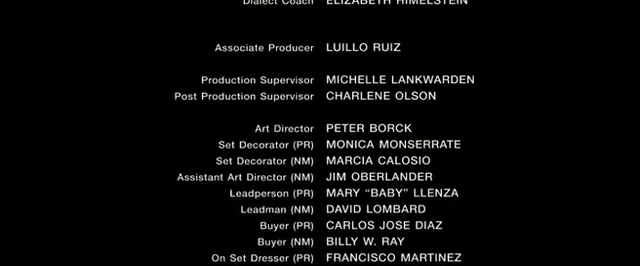 Dialect Coach ELIZABETH HIMELSTEIN
Associate Producer LUILLO RUIZ
Production Supervisor MICHELLE LANKWARDEN
Post Production Supervisor CHARLENE OLSON
Art Director PETER BORCK
Set Decorator (PR) MONICA MONSERRATE
Set Decorator (NM) MARCIA CALOSIO
Assistant Art Director (NM) JIM OBERLANDER
Leadperson (PR) MARY “BABY” LLENZA
Leadman (NM) DAVID LOMBARD
Buyer (PR) CARLOS JOSE DIAZ
Buyer (NM) BILLY W. RAY
On Set Dresser (PR) FRANCISCO MARTINEZ